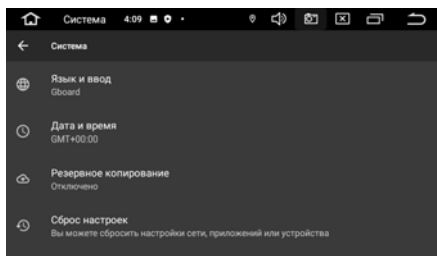 Система 4:09
Система
Язык и ввод
Gboard
Дата и время
GMT+00:00
Резервное копирование
Отключено
Сброс настроек
Вы можете сбросить настройки сети, приложений или устройства